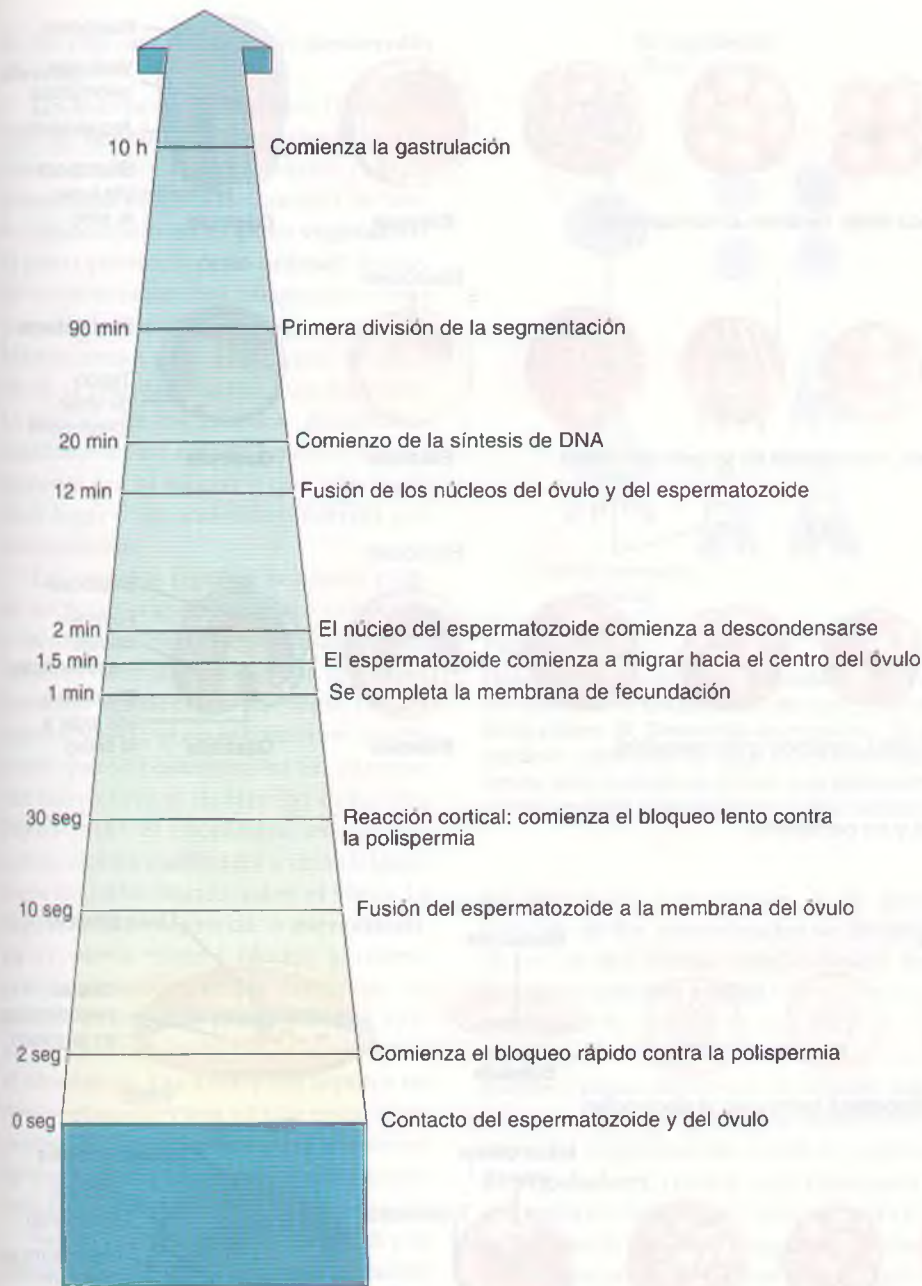 10 h Comienza la gastrulación
90 min Primera división de la segmentación
20 min Comienzo de la síntesis de DNA
12 min Fusión de los núcleos del óvulo y del espermatozoide
2 min El núcleo del espermatozoide comienza a descondensarse
1,5 min El espermatozoide comienza a migrar hacia el centro del óvulo
1 min Se completa la membrana de fecundación
30 seg Reacción cortical: comienza el bloqueo lento contra
la polispermia
10 seg Fusión del espermatozoide a la membrana del óvulo
2 seg Comienza el bloqueo rápido contra la polispermia
0 seg Contacto del espermatozoide y del óvulo